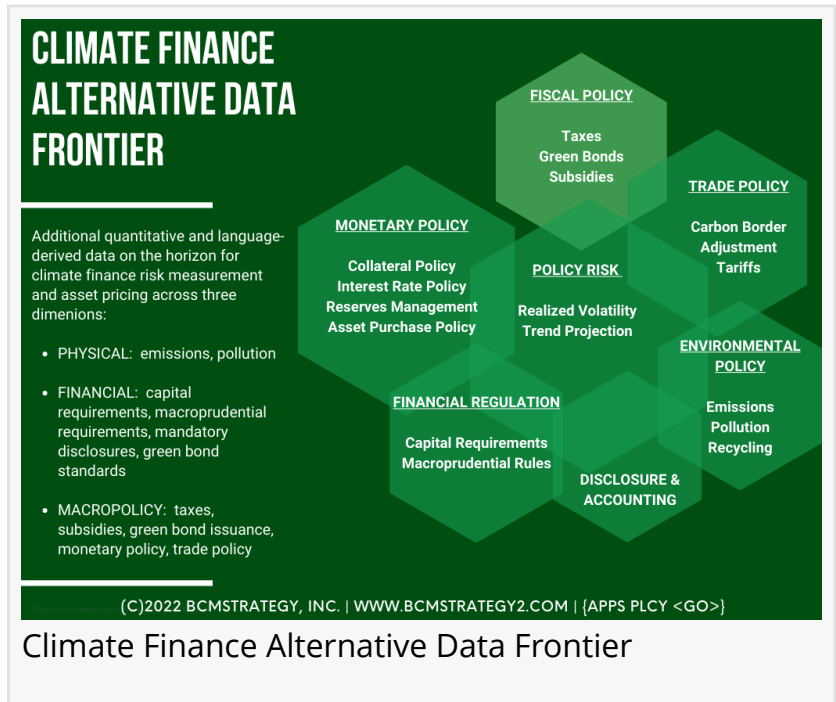 CLIMATE FINANCE
ALTERNATIVE DATA
FRONTIER
Additional quantitative and language-
derived data on the horizon for
climate finance risk measurement
and asset pricing across three
dimenions:
• PHYSICAL: emissions, pollution
• FINANCIAL: capital
requirements, macroprudential
requirements, mandatory
disclosures, green bond
standards
• MACROPOLICY: taxes,
subsidies, green bond issuance,
monetary policy, trade policy
FISCAL POLICY
Taxes
Green Bonds
Subsidies
TRADE POLICY
Carbon Border
Adjustment
Tariffs
MONETARY POLICY
Collateral Policy
Interest Rate Policy
Reserves Management
Asset Purchase Policy
POLICY RISK
Realized Volatility
Trend Projection
ENVIRONMENTAL
POLICY
Emissions
Pollution
Recycling
FINANCIAL REGULATION
Capital Requirements
Macroprudential Rules
DISCLOSURE &
ACCOUNTING
(C)2022 BCMSTRATEGY, INC. | WWW.BCMSTRATEGY2.COM | {APPS PLCY <GO>}
Climate Finance Alternative Data Frontier